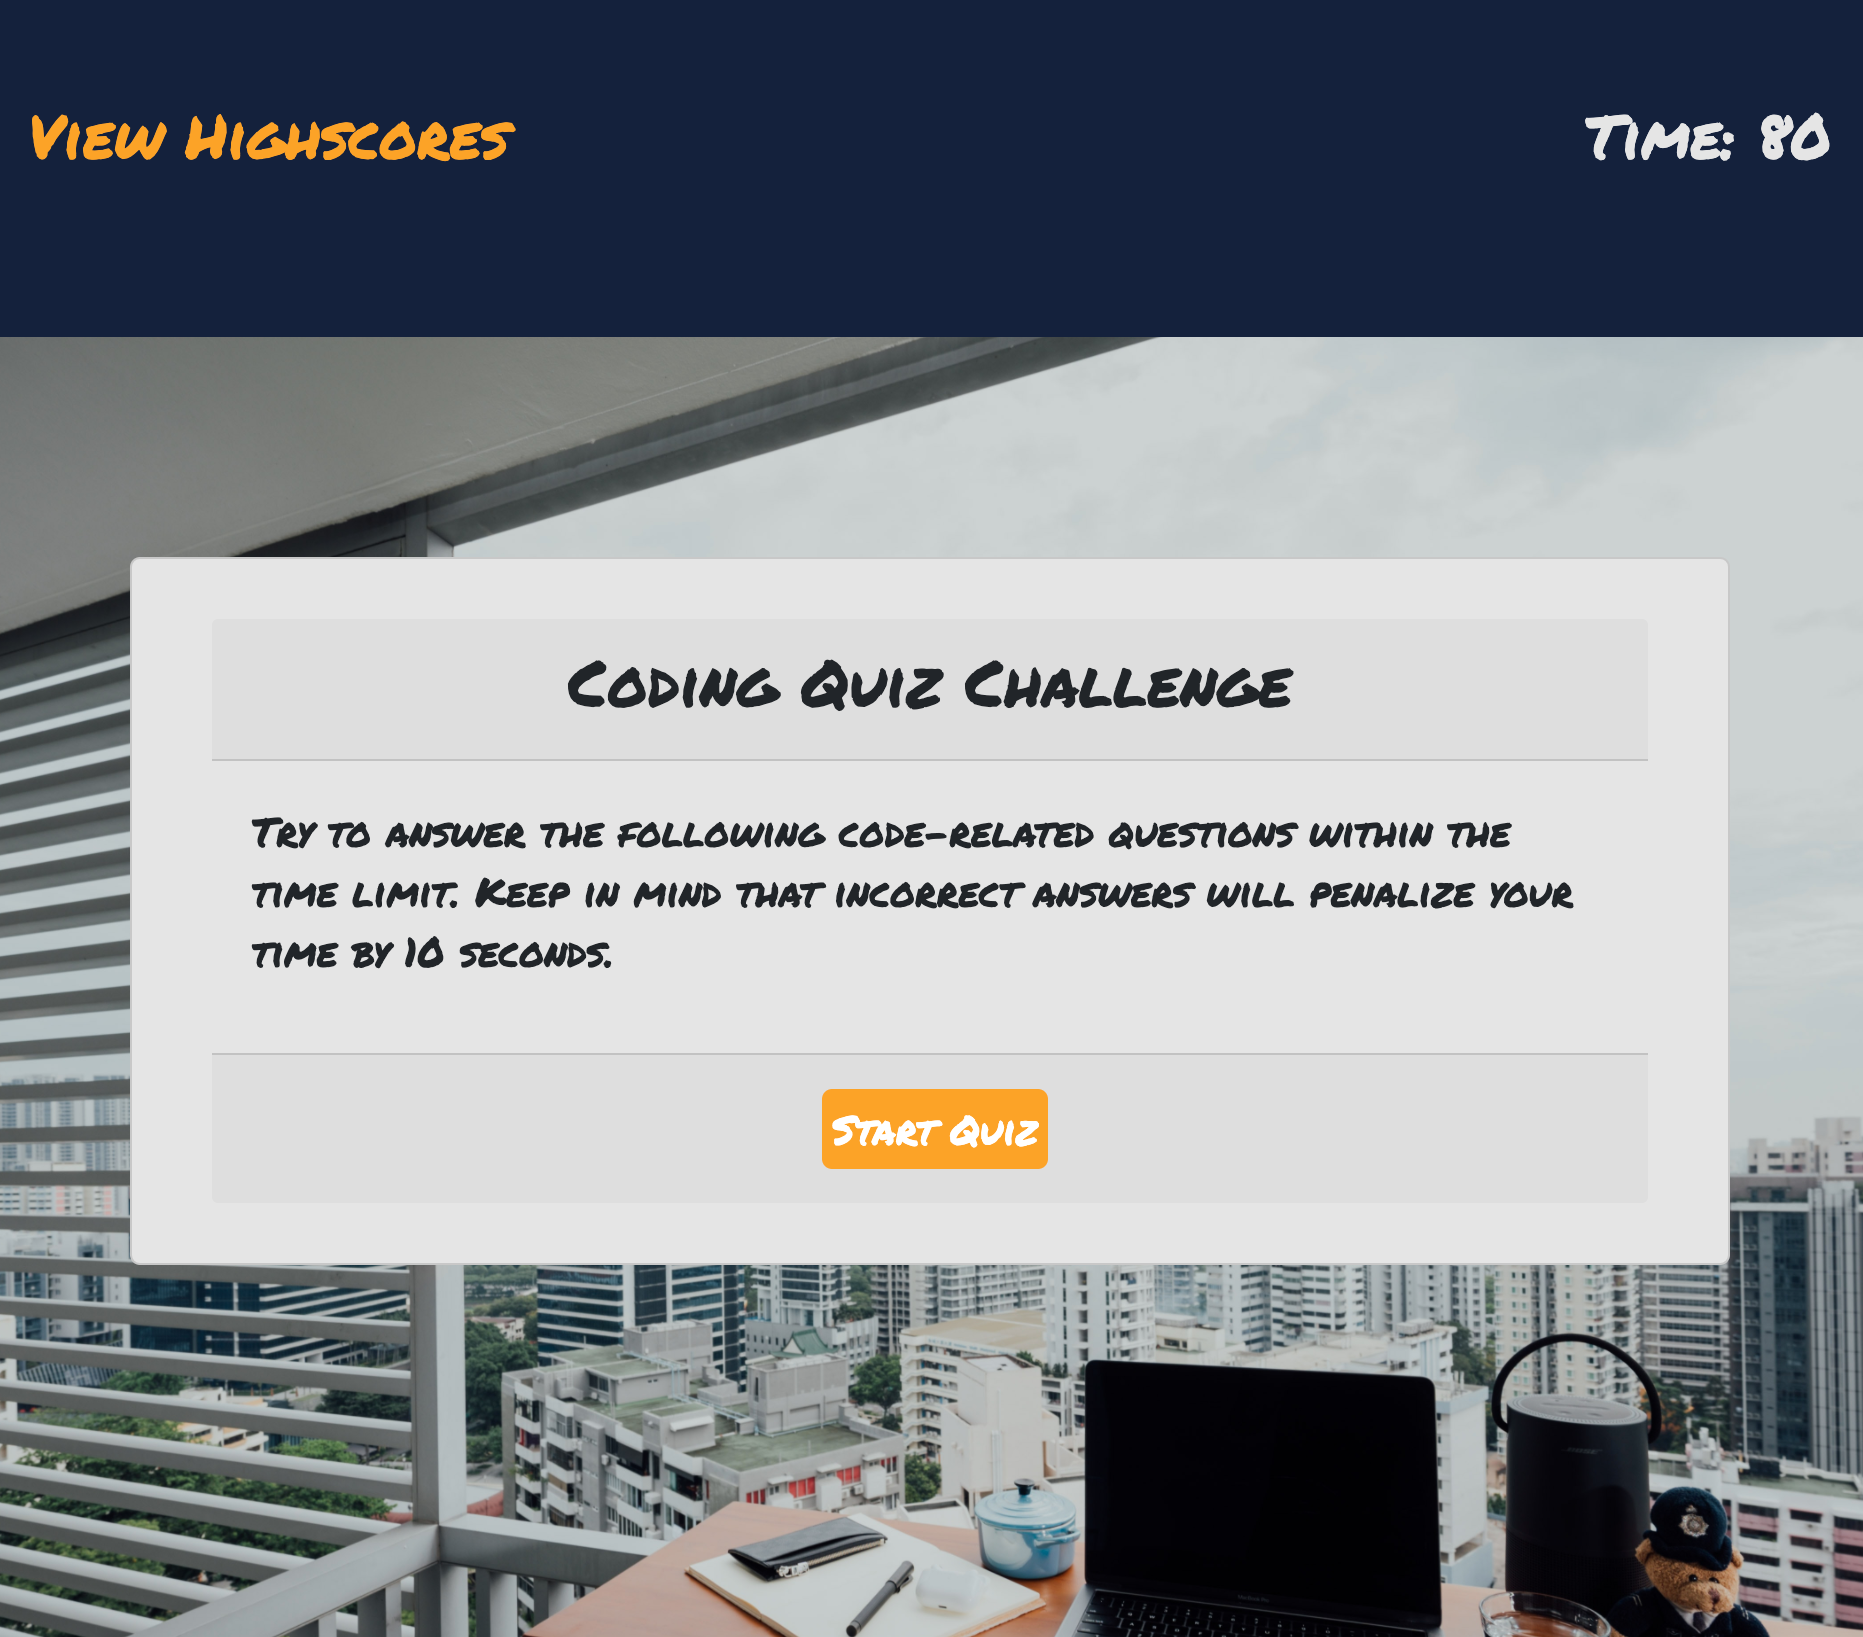 View Highscores
Time: 80
Coding Quiz Challenge
Try to answer the following code-related questions within the
time limit. Keep in mind that incorrect answers will penalize your
time by 10 seconds.
Start Quiz